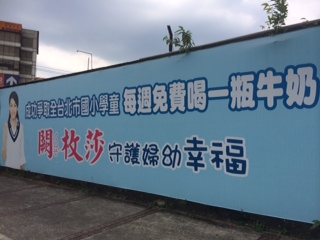 成功爭取全台北市國小學童 每週免費喝一瓶牛奶
闕枚莎 守護婦幼幸福